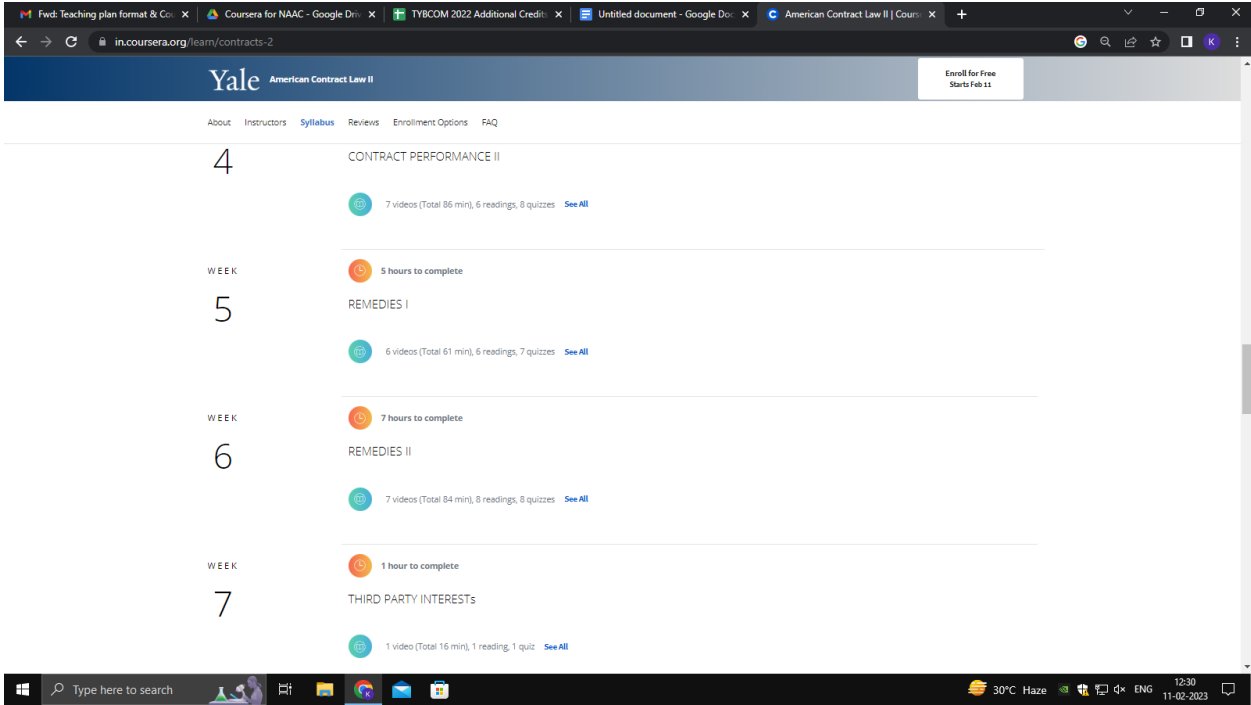 Fwd: Teaching plan format & Cou
Coursera for NAAC - Google Driv
TYBCOM 2022 Additional Credits
Untitled document - Google Doc
American Contract Law II | Cours
in.coursera.org/learn/contracts-2
K
Yale American Contract Law II
Enroll for Free
Starts Feb 11
About Instructors Syllabus Reviews Enrollment Options FAQ
4
CONTRACT PERFORMANCE II
7 videos (Total 86 min), 6 readings, 8 quizzes See All
WEEK
5 hours to complete
5
REMEDIES I
6 videos (Total 61 min), 6 readings, 7 quizzes See All
WEEK
7 hours to complete
6
REMEDIES II
7 videos (Total 84 min), 8 readings, 8 quizzes See All
WEEK
1 hour to complete
7
THIRD PARTY INTERESTs
1 video (Total 16 min), 1 reading, 1 quiz See All
Type here to search
30°C Haze
ENG
12:30
11-02-2023